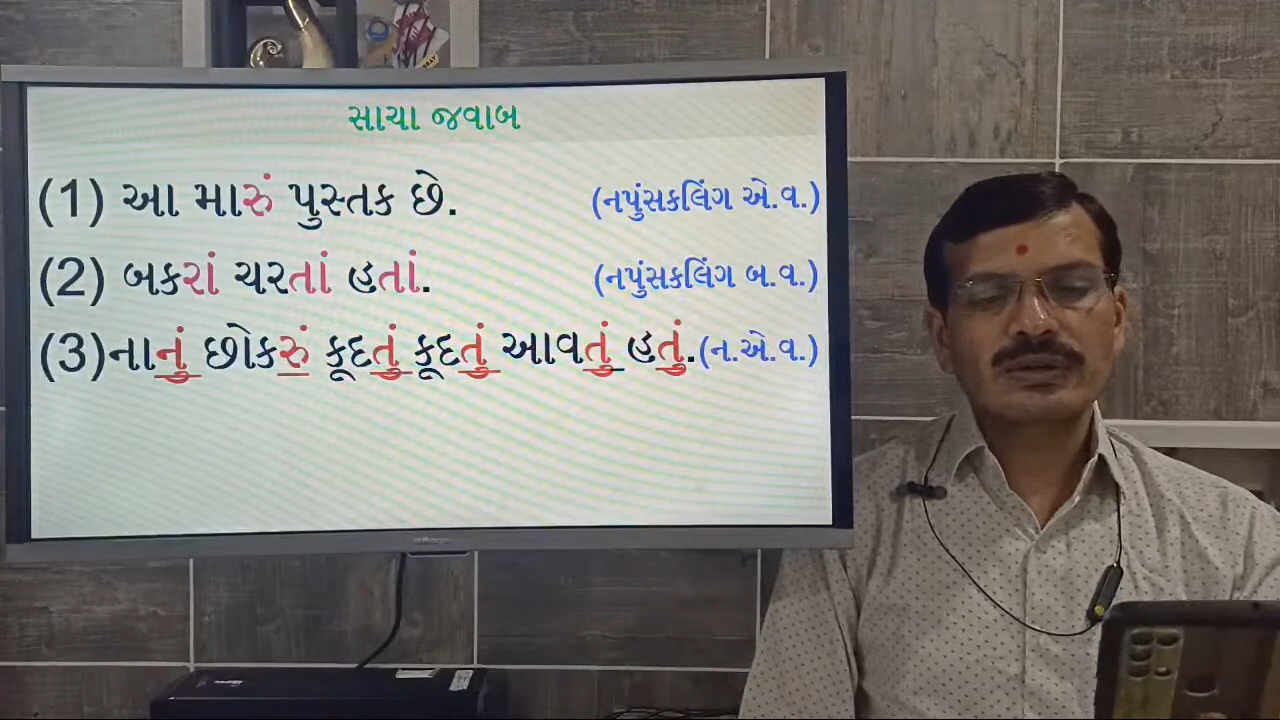 સાચા જવાબ
(1) આ મારું પુસ્તક છે. (નપુંસકલિંગ એ.વ.)
(2) બકરાં ચરતાં હતાં. (નપુંસકલિંગ બ.વ.)
(3)નાનું છોકરું કૂદતું કૂદતું આવતું હતું.(ન.એ.વ.)